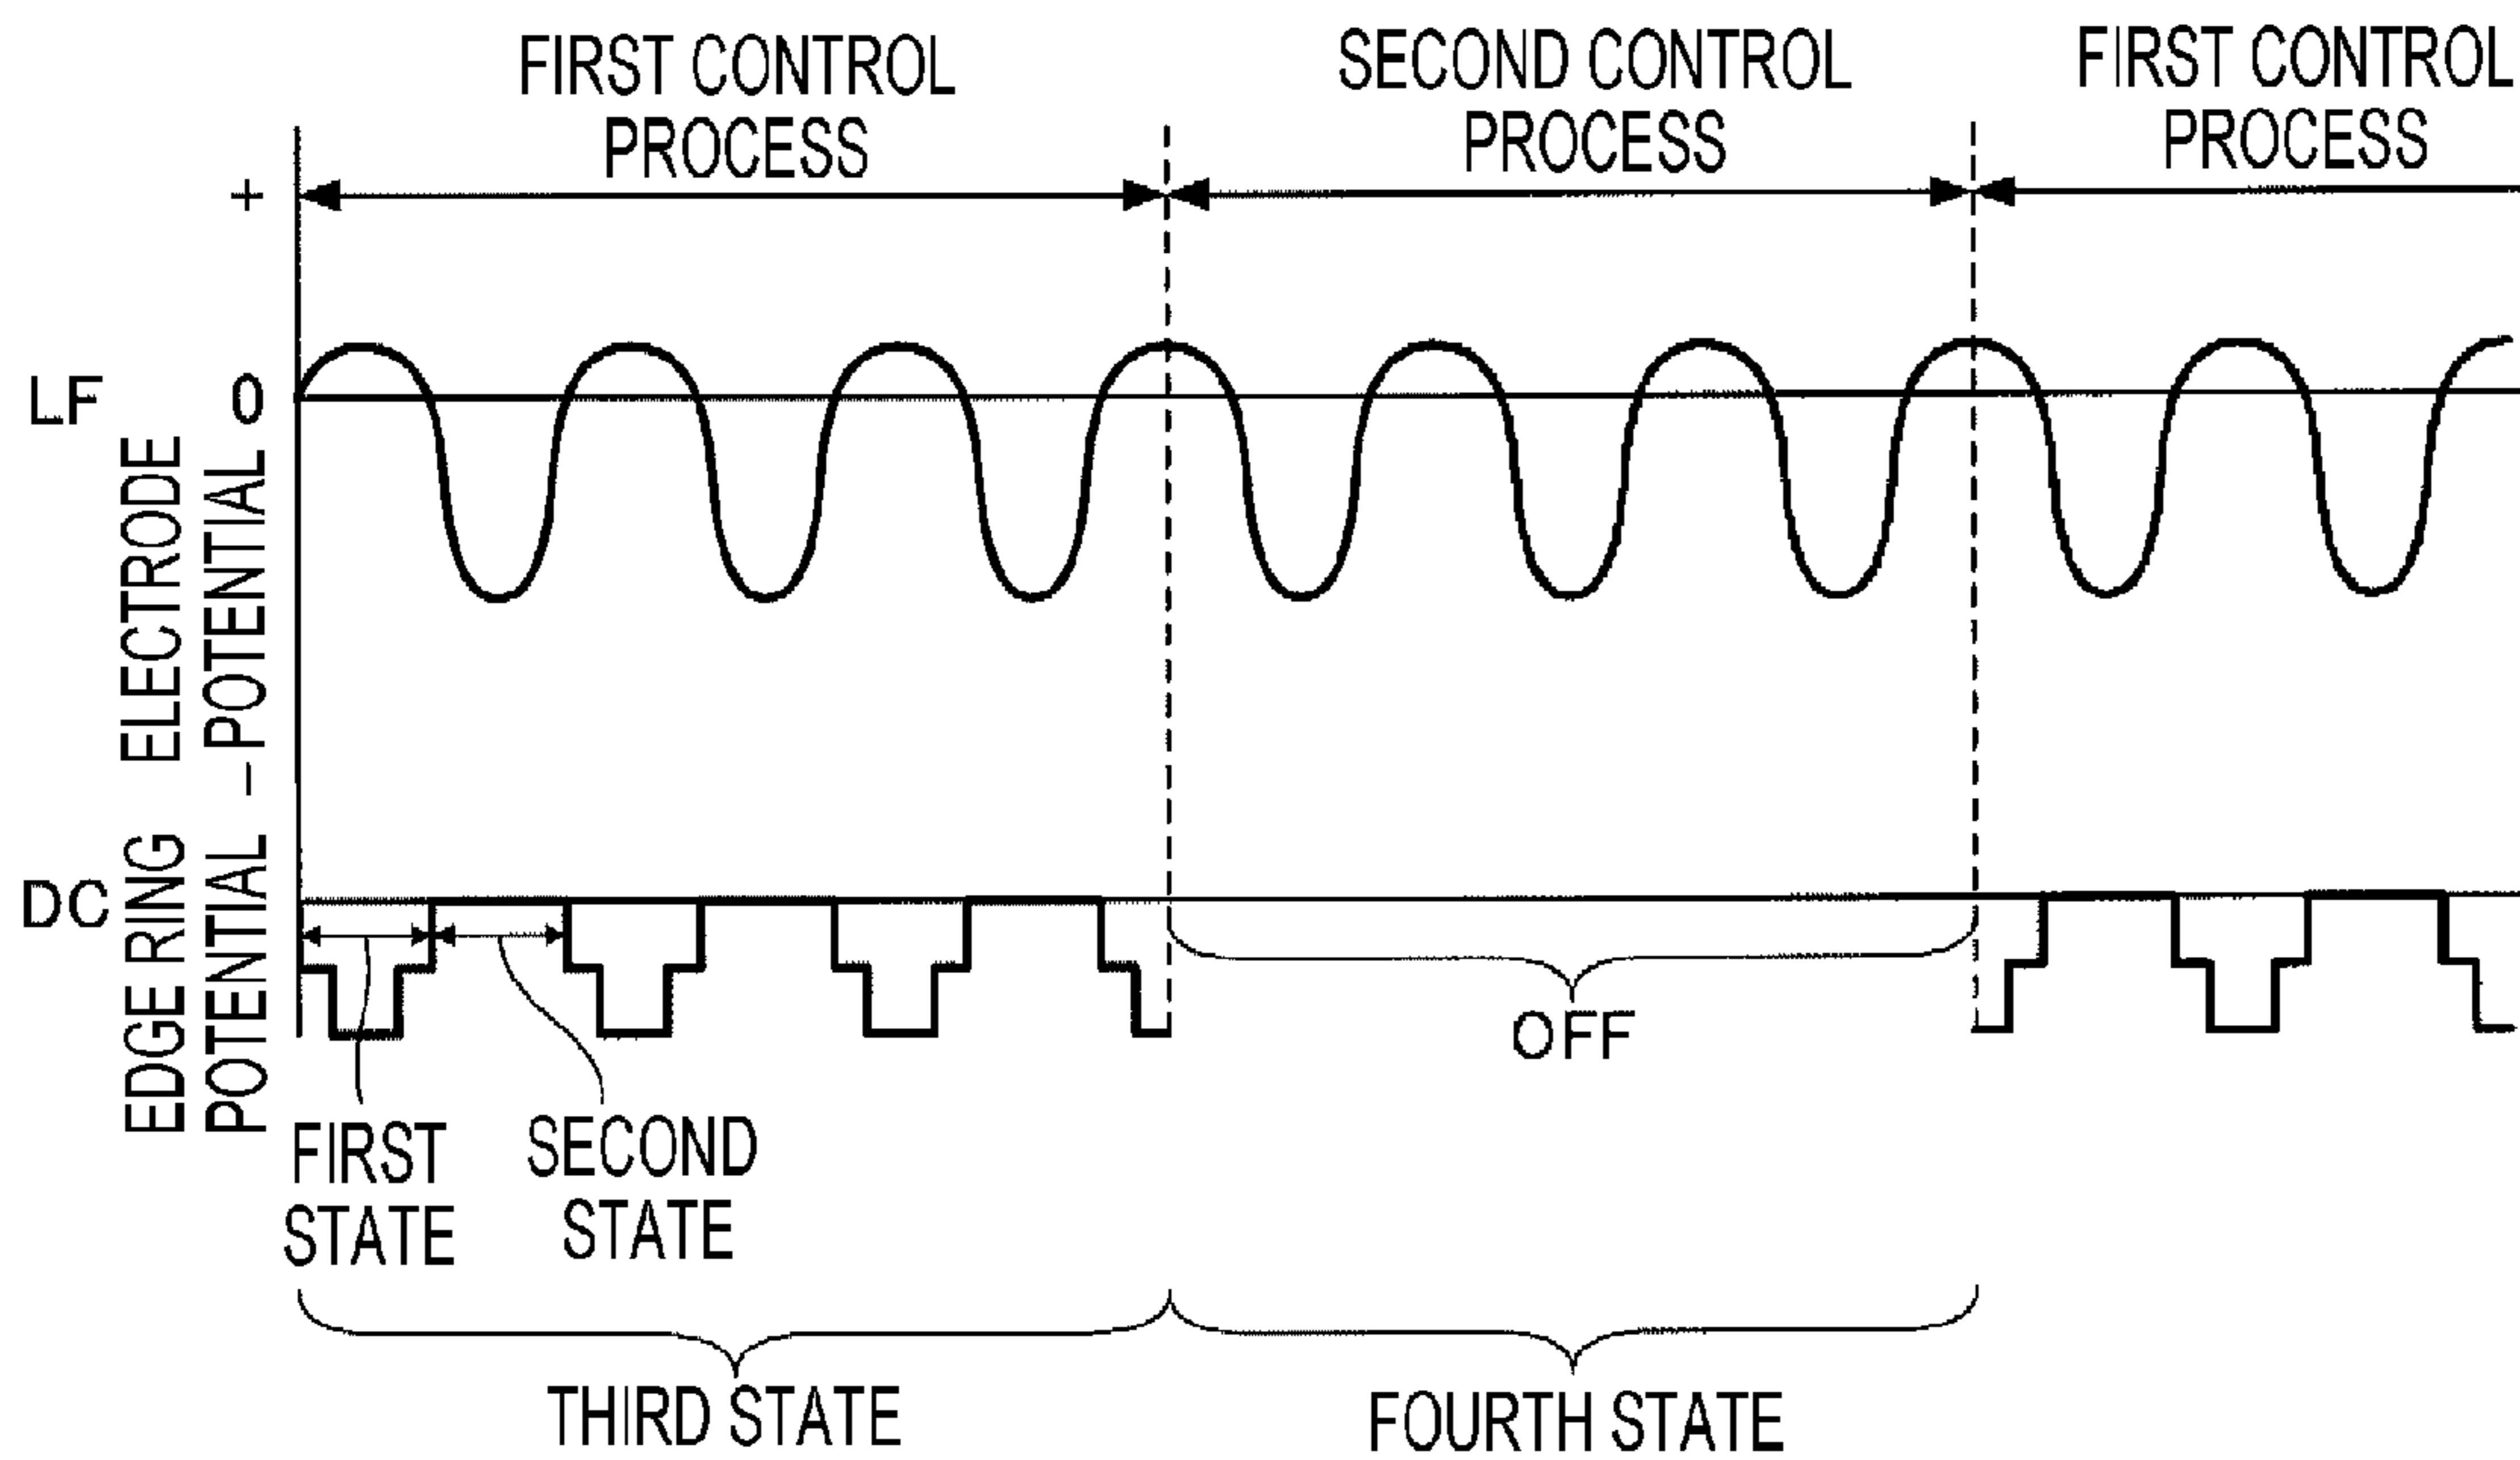 FIRST CONTROL
PROCESS
SECOND CONTROL
PROCESS
FIRST CONTROL
PROCESS
+
LF
0
ELECTRODE
–POTENTIAL
DC
EDGE RING
POTENTIAL
OFF
FIRST
STATE
SECOND
STATE
THIRD STATE
FOURTH STATE